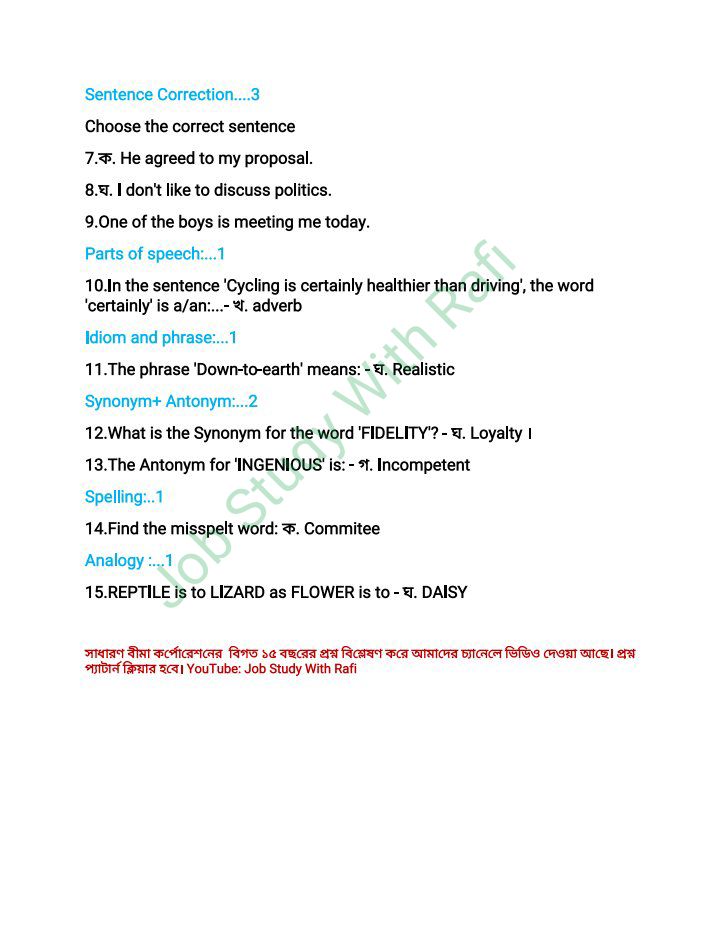 Sentence Correction....3
Choose the correct sentence
7.ক. He agreed to my proposal.
8.ঘ. I don't like to discuss politics.
9.One of the boys is meeting me today.
Parts of speech:...1
10.In the sentence 'Cycling is certainly healthier than driving', the word
'certainly' is a/an:...- খ. adverb
Idiom and phrase:...1
11.The phrase 'Down-to-earth' means: - ঘ. Realistic
Synonym+ Antonym:...2
12.What is the Synonym for the word 'FIDELITY'? - ঘ. Loyalty ।
13.The Antonym for 'INGENIOUS' is: - গ. Incompetent
Spelling:..1
14.Find the misspelt word: ক. Commitee
Analogy :...1
15.REPTILE is to LIZARD as FLOWER is to - ঘ. DAISY
সাধারণ বীমা কর্পোরেশনের বিগত ১৫ বছরের প্রশ্ন বিশ্লেষণ করে আমাদের চ্যানেলে ভিডিও দেওয়া আছে। প্রশ্ন
প্যাটার্ন ক্লিয়ার হবে। YouTube: Job Study With Rafi
Job Study With Rafi